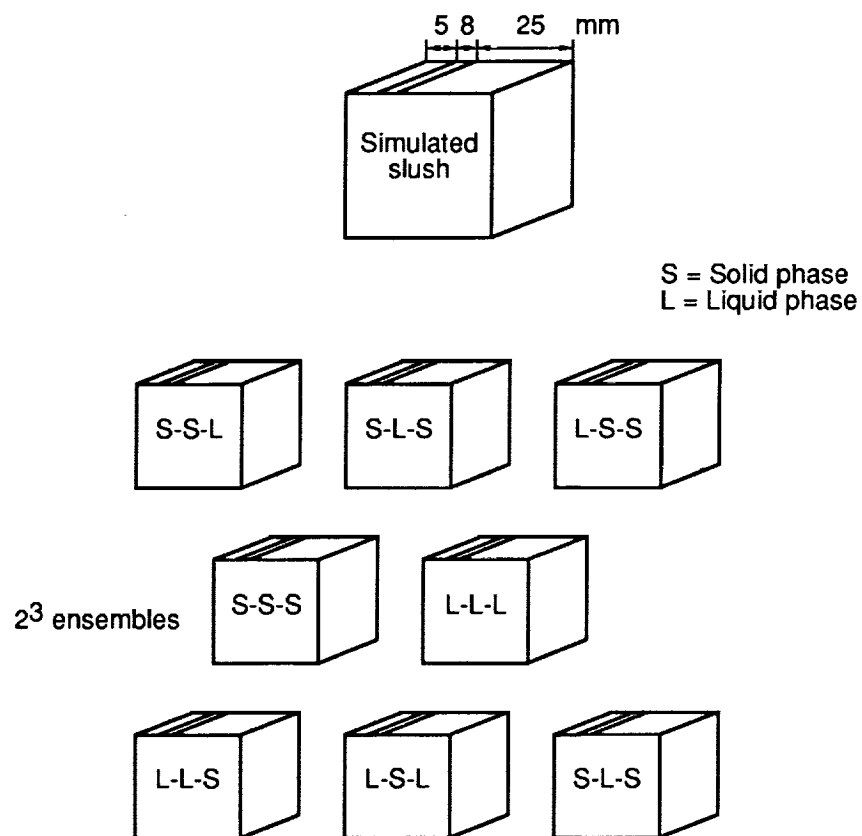 5 8 25 mm
Simulated
slush
S = Solid phase
L = Liquid phase
S-S-L S-L-S L-S-S
2³ ensembles S-S-S L-L-L
L-L-S L-S-L S-L-S